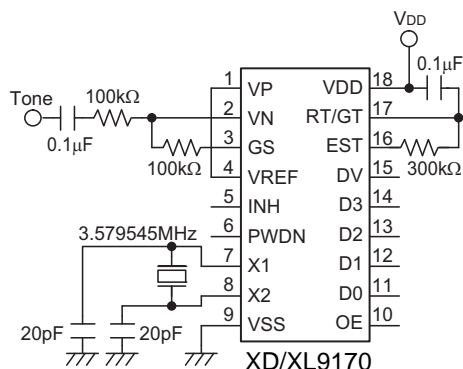 VDD
Tone
0.1μF
100kΩ
100kΩ
1 VP
2 VN
3 GS
4 VREF
5 INH
6 PWDN
7 X1
8 X2
9 VSS
VDD 18
RT/GT 17
EST 16
DV 15
D3 14
D2 13
D1 12
D0 11
OE 10
0.1μF
300kΩ
3.579545MHz
20pF
20pF
XD/XL9170